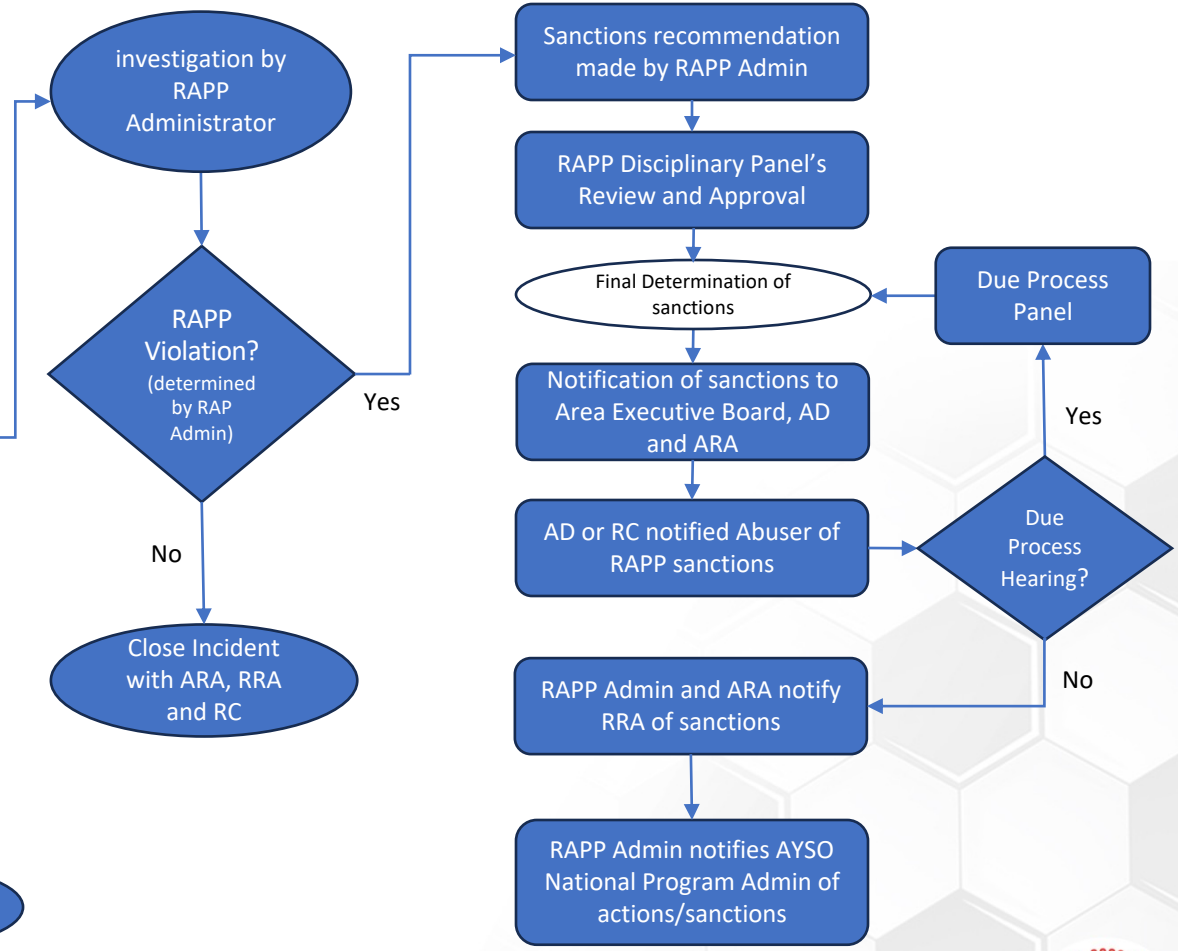 investigation by
RAPP
Administrator
RAPP
Violation?
(determined
by RAP
Admin)
Yes
No
Close Incident
with ARA, RRA
and RC
Sanctions recommendation
made by RAPP Admin
RAPP Disciplinary Panel’s
Review and Approval
Final Determination of
sanctions
Notification of sanctions to
Area Executive Board, AD
and ARA
AD or RC notified Abuser of
RAPP sanctions
Due
Process
Hearing?
Yes
Due Process
Panel
No
RAPP Admin and ARA notify
RRA of sanctions
RAPP Admin notifies AYSO
National Program Admin of
actions/sanctions